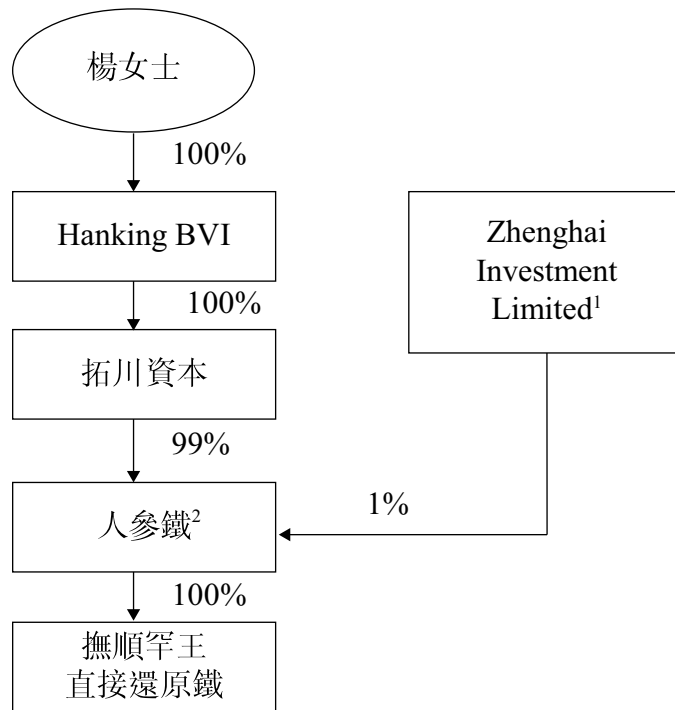 楊女士
100%
Hanking BVI
Zhenghai
Investment
Limited¹
100%
拓川資本
99%
人參鐵²
1%
100%
撫順罕王
直接還原鐵